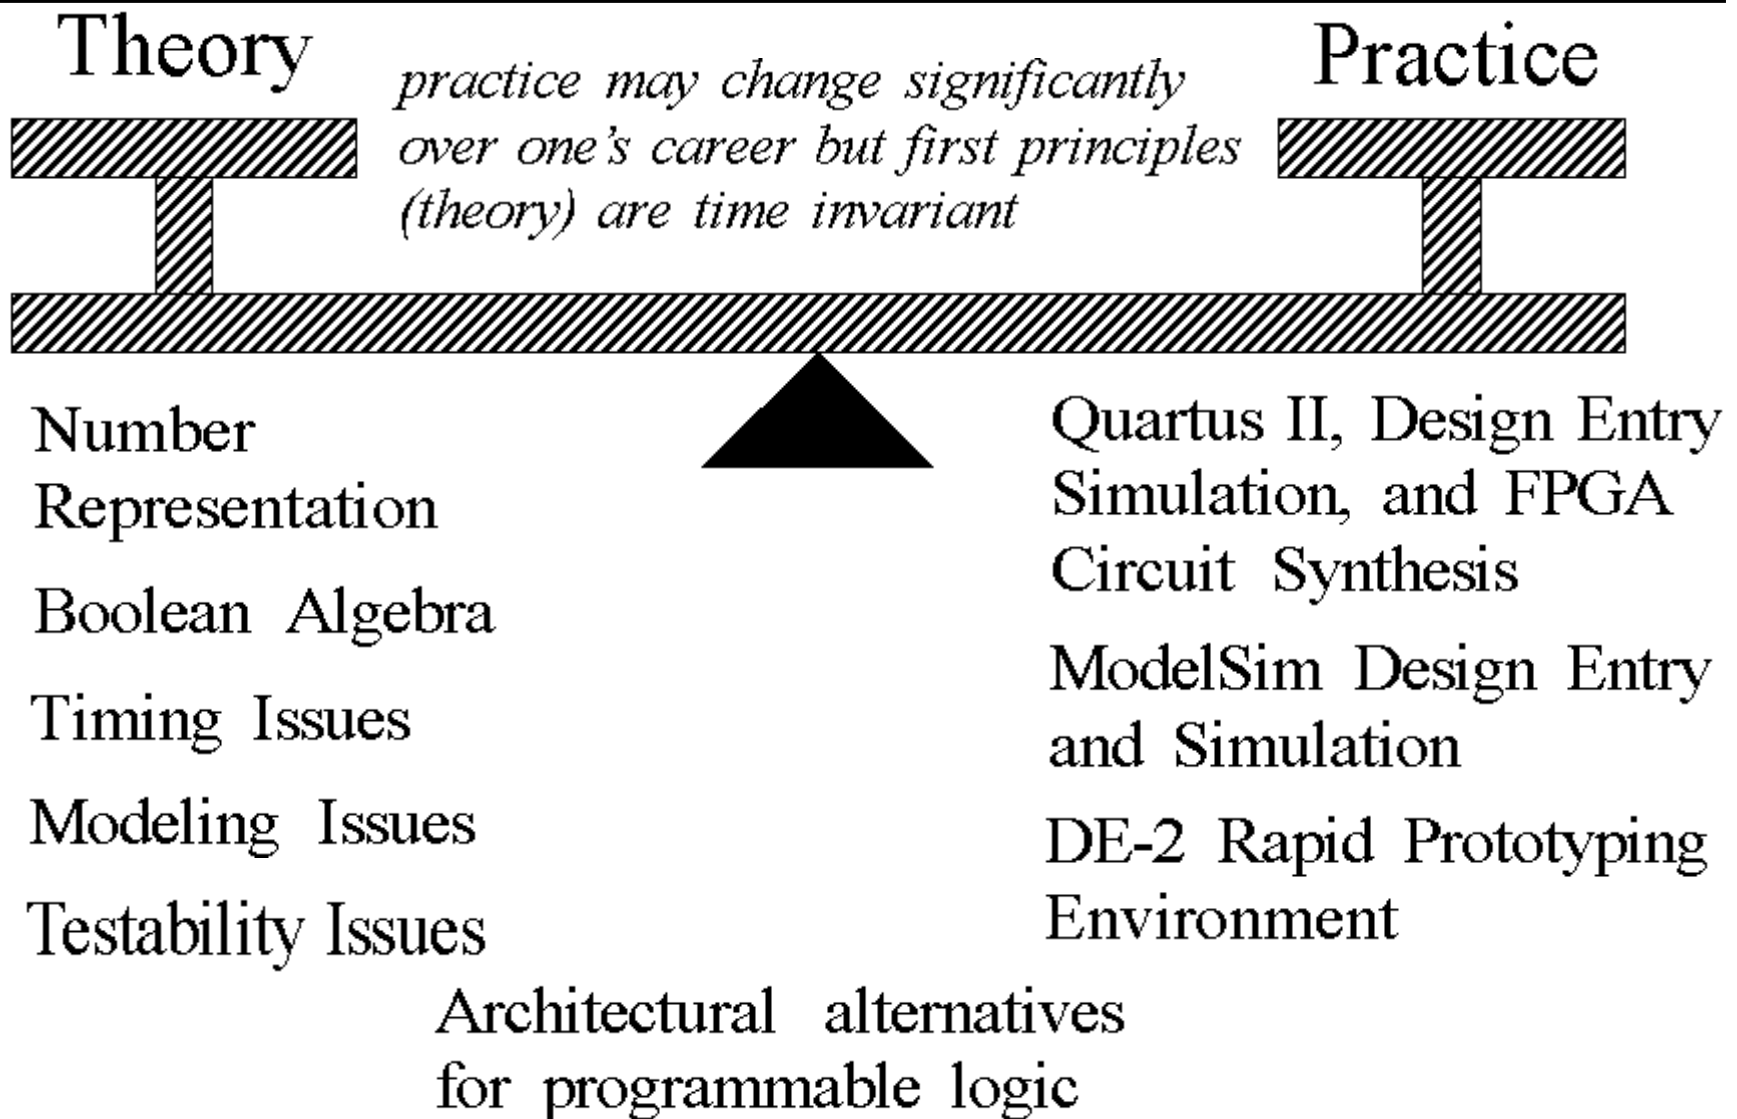 Theory
practice may change significantly
over one’s career but first principles
(theory) are time invariant
Practice
Number
Representation
Boolean Algebra
Timing Issues
Modeling Issues
Testability Issues
Quartus II, Design Entry
Simulation, and FPGA
Circuit Synthesis
ModelSim Design Entry
and Simulation
DE-2 Rapid Prototyping
Environment
Architectural alternatives
for programmable logic